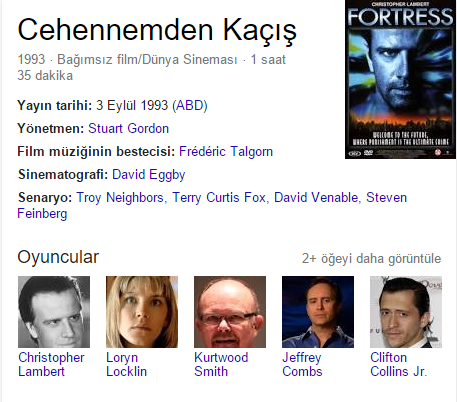 Cehennemden Kaçış
1993 · Bağımsız film/Dünya Sineması · 1 saat
35 dakika
CHRISTOPHER LAMBERT
FORTRESS
WELCOME TO THE FUTURE,
WHERE PUNISHMENT IS THE ULTIMATE CRIME
Yayın tarihi: 3 Eylül 1993 (ABD)
Yönetmen: Stuart Gordon
Film müziğinin bestecisi: Frédéric Talgorn
Sinematografi: David Eggby
Senaryo: Troy Neighbors, Terry Curtis Fox, David Venable, Steven
Feinberg
Oyuncular
2+ öğeyi daha görüntüle
Christopher
Lambert
Loryn
Locklin
Kurtwood
Smith
Jeffrey
Combs
Clifton
Collins Jr.